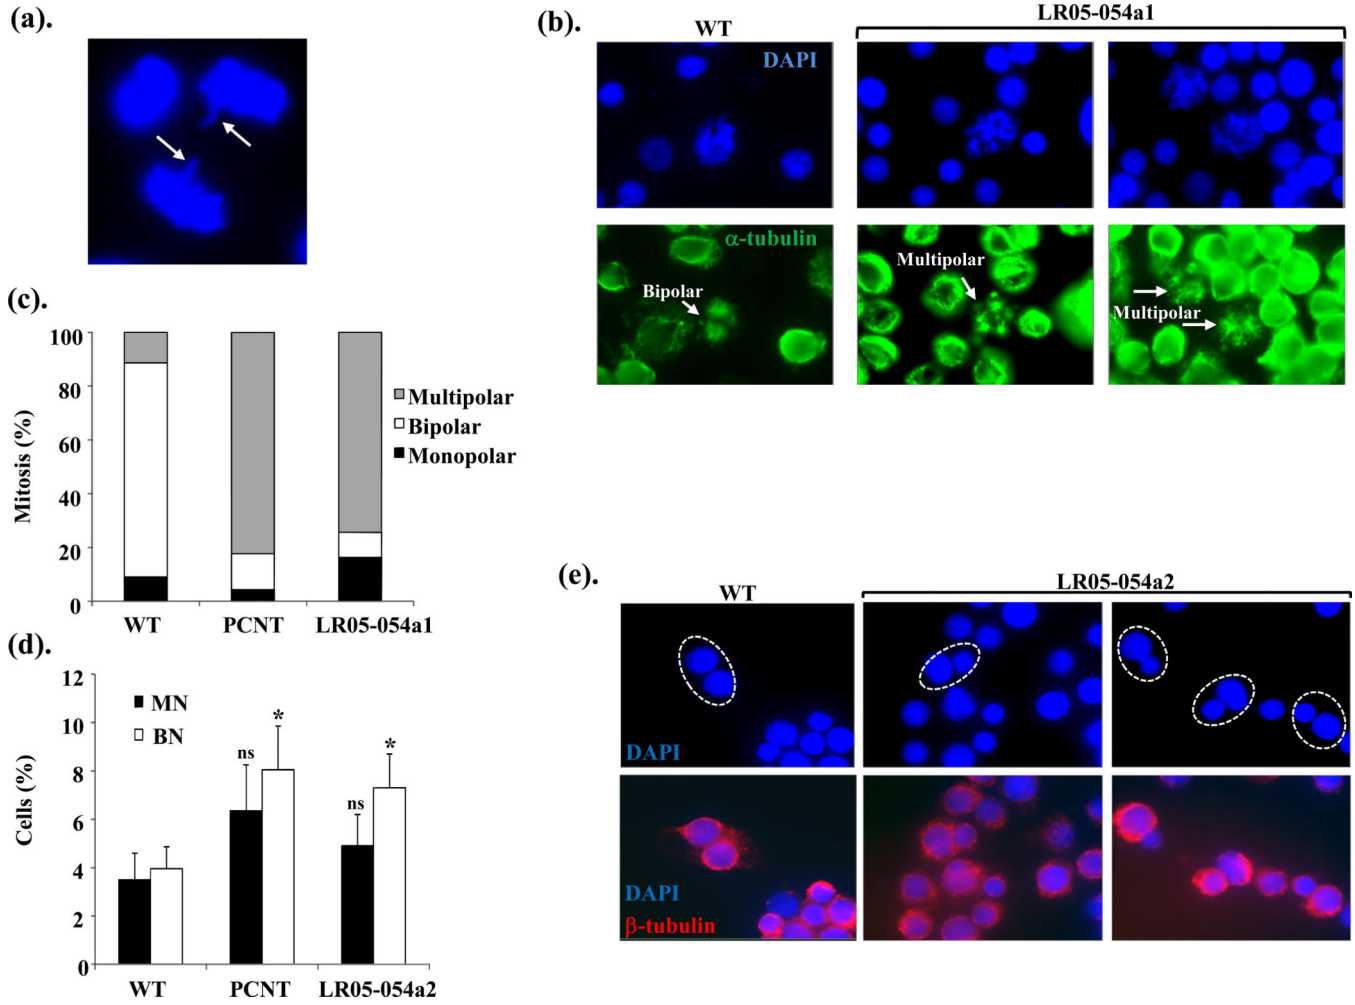 (a).
(b).
WT
LR05-054a1
DAPI
α-tubulin
Bipolar
Multipolar
Multipolar
(c).
100
80
60
40
20
0
Mitosis (%)
Multipolar
Bipolar
Monopolar
WT
PCNT
LR05-054a1
(d).
12
10
8
6
4
2
0
Cells (%)
MN
BN
ns
*
ns
*
WT
PCNT
LR05-054a2
(e).
WT
LR05-054a2
DAPI
DAPI
β-tubulin